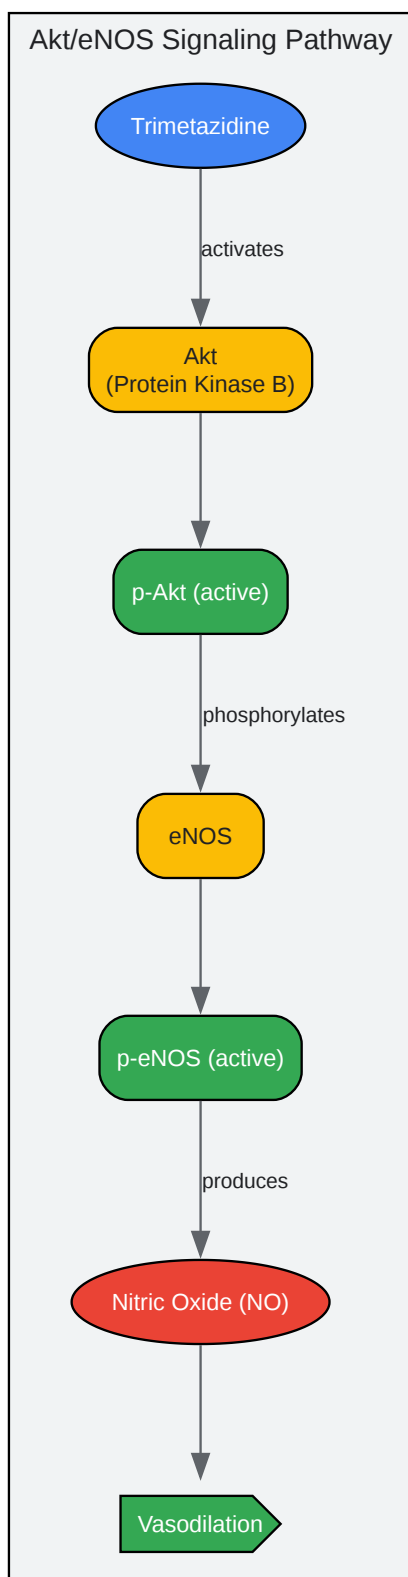 Akt/eNOS Signaling Pathway
Trimetazidine
activates
Akt
(Protein Kinase B)
p-Akt (active)
phosphorylates
eNOS
p-eNOS (active)
produces
Nitric Oxide (NO)
Vasodilation